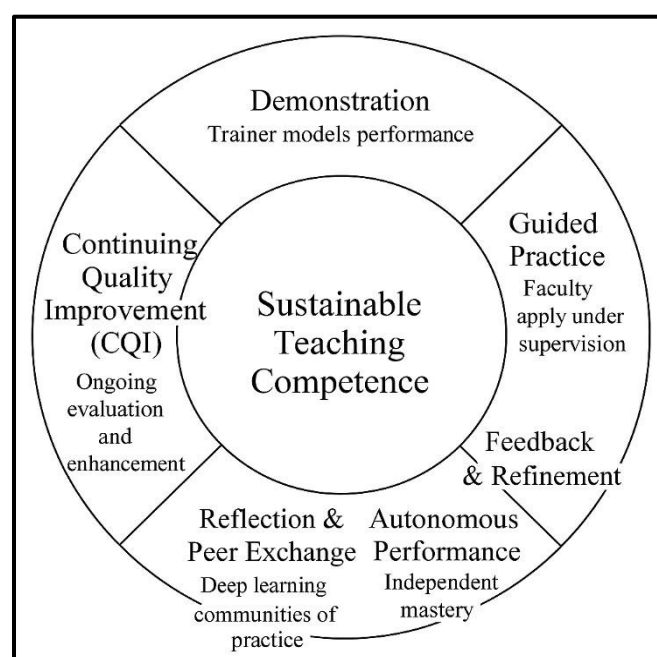 Demonstration
Trainer models performance
Guided
Practice
Faculty
apply under
supervision
Feedback
& Refinement
Autonomous
Performance
Independent
mastery
Reflection &
Peer Exchange
Deep learning
communities of
practice
Continuing
Quality
Improvement
(CQI)
Ongoing
evaluation
and
enhancement
Sustainable
Teaching
Competence